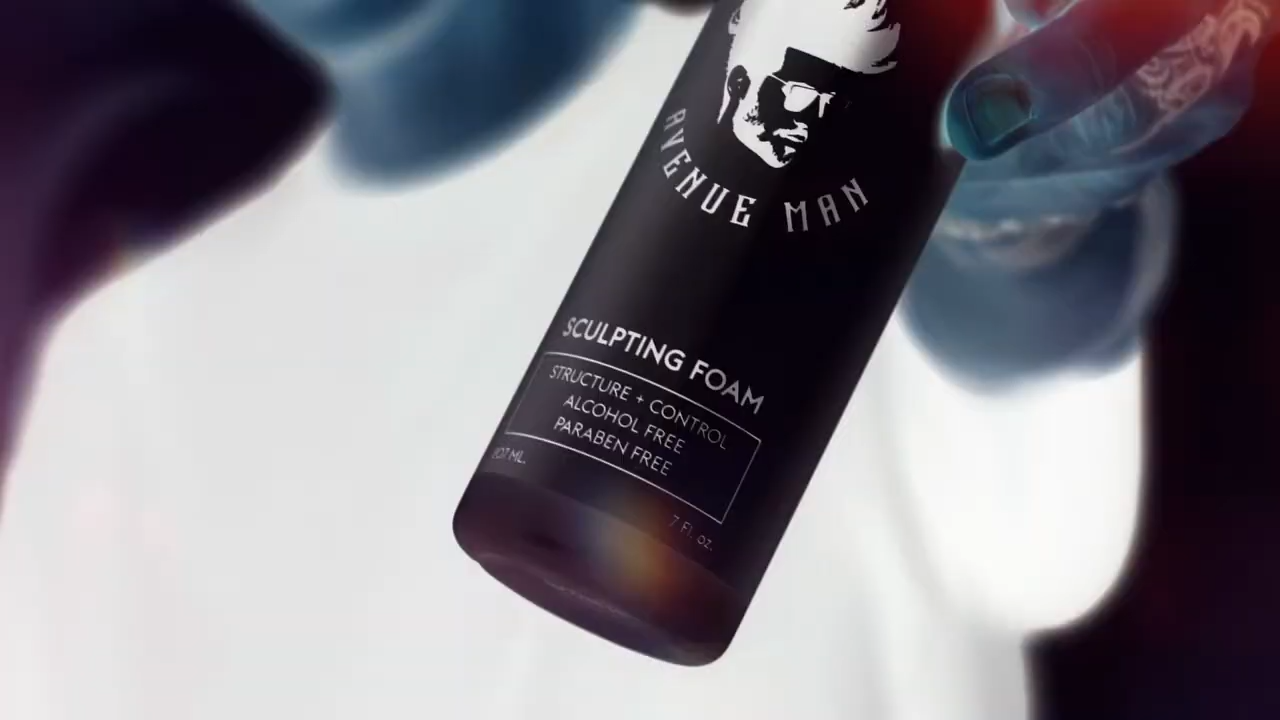 AVENUE MAN
SCULPTING FOAM
STRUCTURE + CONTROL
ALCOHOL FREE
PARABEN FREE
207 ML.
7 Fl. oz.